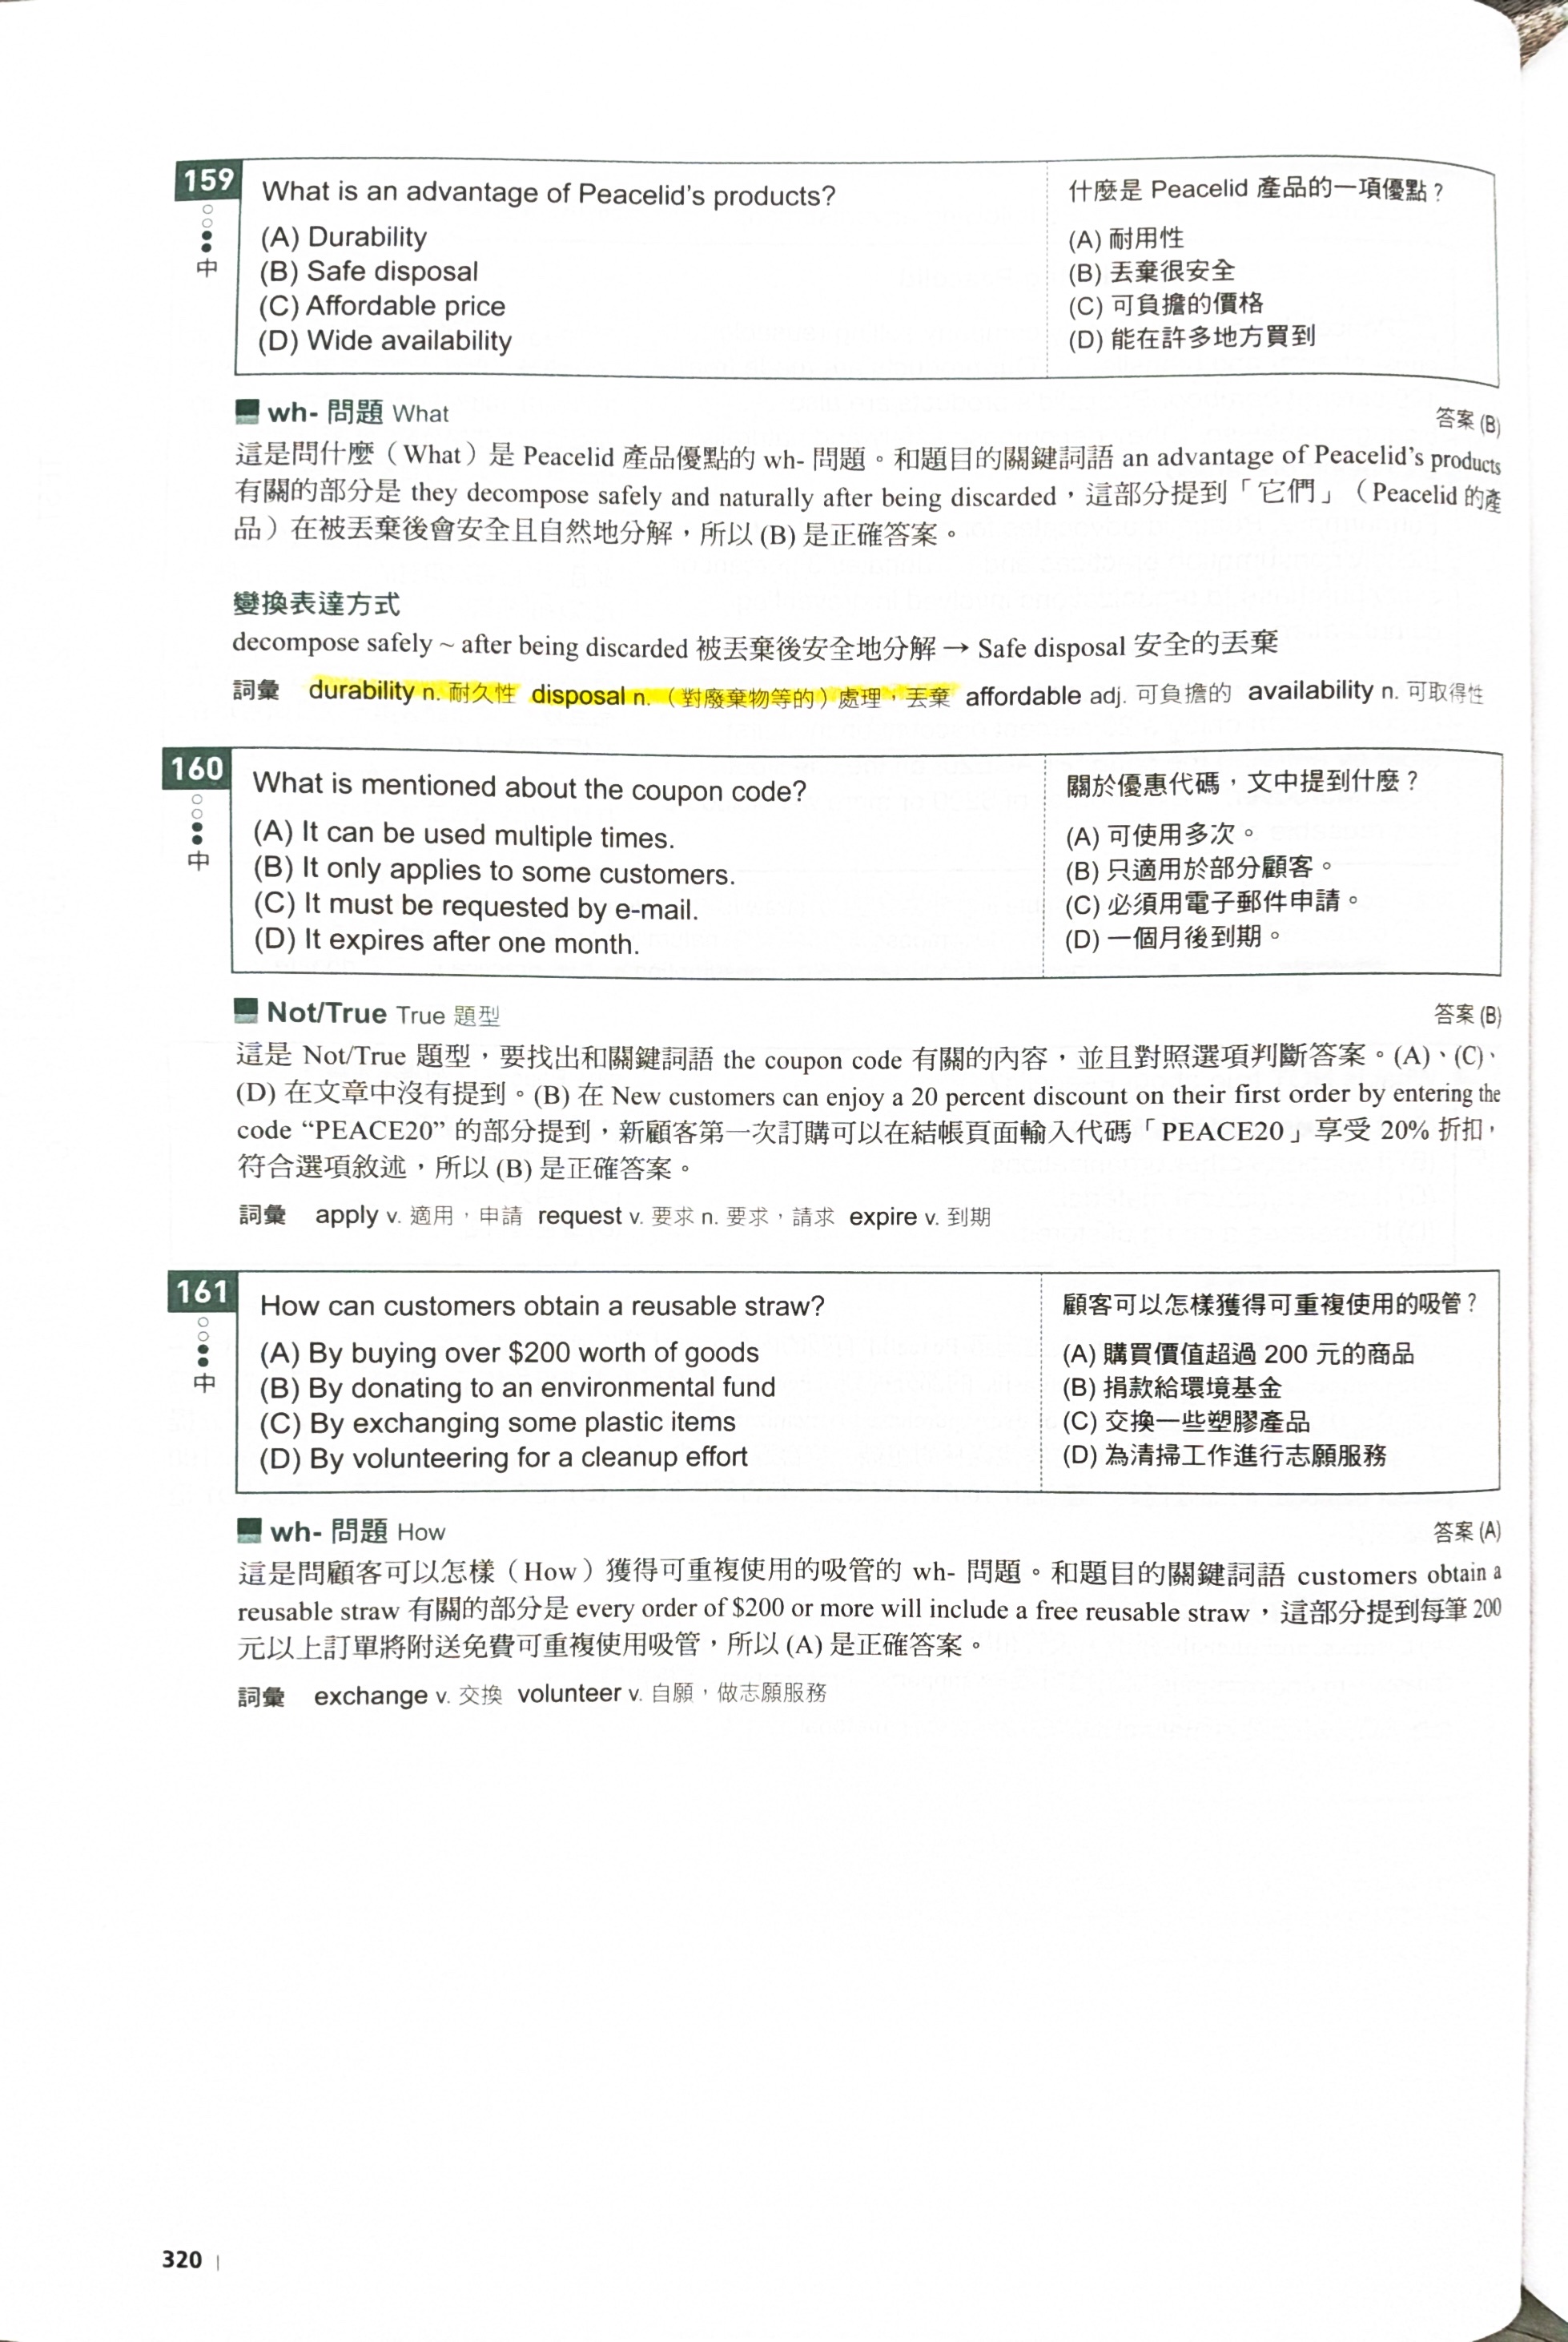 159
What is an advantage of Peacelid's products?
(A) Durability
(B) Safe disposal
(C) Affordable price
(D) Wide availability
什麼是 Peacelid 產品的一項優點？
(A) 耐用性
(B) 丟棄很安全
(C) 可負擔的價格
(D) 能在許多地方買到
中
wh- 問題 What
答案 (B)
這是問什麼（What）是 Peacelid 產品優點的 wh- 問題。和題目的關鍵詞語 an advantage of Peacelid's products
有關的部分是 they decompose safely and naturally after being discarded，這部分提到「它們」（Peacelid 的產
品）在被丟棄後會安全且自然地分解，所以 (B) 是正確答案。
變換表達方式
decompose safely ~ after being discarded 被丟棄後安全地分解 → Safe disposal 安全的丟棄
詞彙 durability n. 耐久性 disposal n.（對廢棄物等的）處理，丟棄 affordable adj. 可負擔的 availability n. 可取得性
160
What is mentioned about the coupon code?
(A) It can be used multiple times.
(B) It only applies to some customers.
(C) It must be requested by e-mail.
(D) It expires after one month.
關於優惠代碼，文中提到什麼？
(A) 可使用多次。
(B) 只適用於部分顧客。
(C) 必須用電子郵件申請。
(D) 一個月後到期。
中
Not/True True 題型
答案 (B)
這是 Not/True 題型，要找出和關鍵詞語 the coupon code 有關的內容，並且對照選項判斷答案。(A)、(C)、
(D) 在文章中沒有提到。(B) 在 New customers can enjoy a 20 percent discount on their first order by entering the
code “PEACE20” 的部分提到，新顧客第一次訂購可以在結帳頁面輸入代碼「PEACE20」享受 20% 折扣，
符合選項敘述，所以 (B) 是正確答案。
詞彙 apply v. 適用，申請 request v. 要求 n. 要求，請求 expire v. 到期
161
How can customers obtain a reusable straw?
(A) By buying over $200 worth of goods
(B) By donating to an environmental fund
(C) By exchanging some plastic items
(D) By volunteering for a cleanup effort
顧客可以怎樣獲得可重複使用的吸管？
(A) 購買價值超過 200 元的商品
(B) 捐款給環境基金
(C) 交換一些塑膠產品
(D) 為清掃工作進行志願服務
中
wh- 問題 How
答案 (A)
這是問顧客可以怎樣（How）獲得可重複使用的吸管的 wh- 問題。和題目的關鍵詞語 customers obtain a
reusable straw 有關的部分是 every order of $200 or more will include a free reusable straw，這部分提到每筆 200
元以上訂單將附送免費可重複使用吸管，所以 (A) 是正確答案。
詞彙 exchange v. 交換 volunteer v. 自願，做志願服務
320